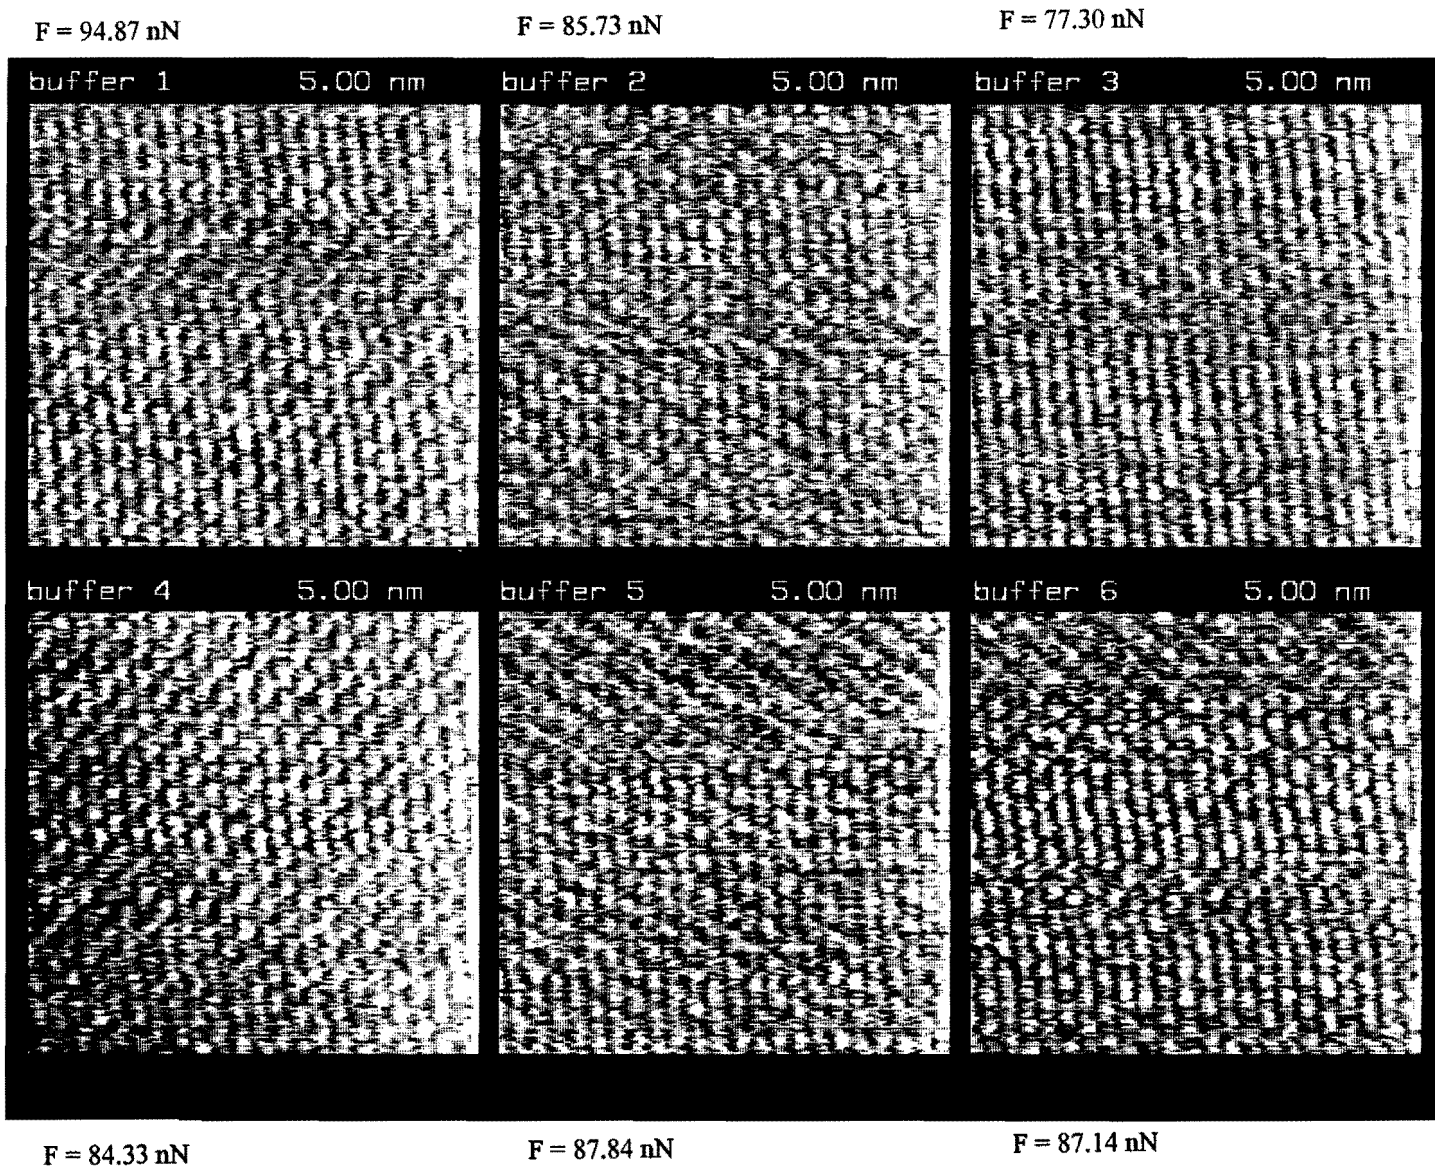 F = 94.87 nN F = 85.73 nN F = 77.30 nN
buffer 1 5.00 nm buffer 2 5.00 nm buffer 3 5.00 nm
buffer 4 5.00 nm buffer 5 5.00 nm buffer 6 5.00 nm
F = 84.33 nN F = 87.84 nN F = 87.14 nN